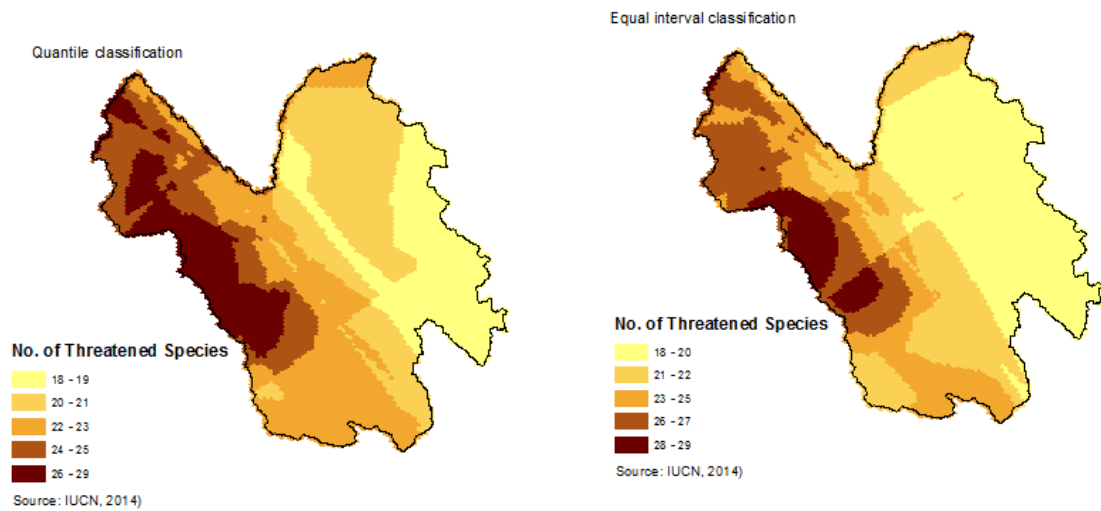 Quantile classification
No. of Threatened Species
18 - 19
20 - 21
22 - 23
24 - 25
26 - 29
Source: IUCN, 2014)
Equal interval classification
No. of Threatened Species
18 - 20
21 - 22
23 - 25
26 - 27
28 - 29
Source: IUCN, 2014)